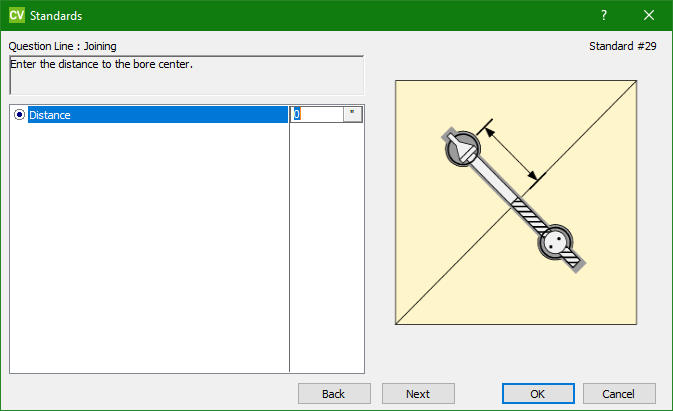 CV Standards
Question Line : Joining
Standard #29
Enter the distance to the bore center.
Distance 0 "
Back Next OK Cancel